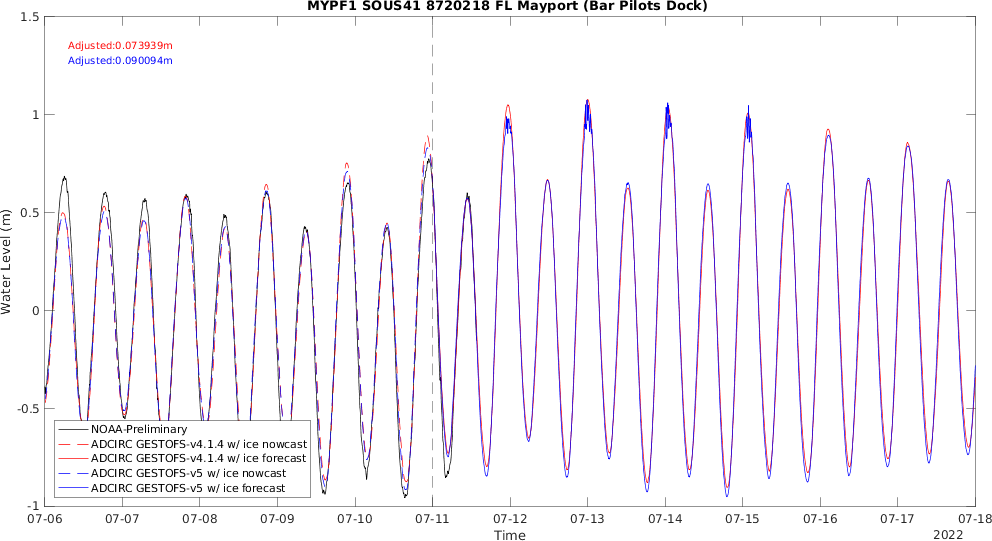 MYPF1 SOUS41 8720218 FL Mayport (Bar Pilots Dock)
1.5
Adjusted:0.073939m
Adjusted:0.090094m
1
0.5
Water Level (m)
0
-0.5
NOAA-Preliminary
ADCIRC GESTOFS-v4.1.4 w/ ice nowcast
ADCIRC GESTOFS-v4.1.4 w/ ice forecast
ADCIRC GESTOFS-v5 w/ ice nowcast
ADCIRC GESTOFS-v5 w/ ice forecast
-1
07-06 07-07 07-08 07-09 07-10 07-11 07-12 07-13 07-14 07-15 07-16 07-17 07-18
Time
2022